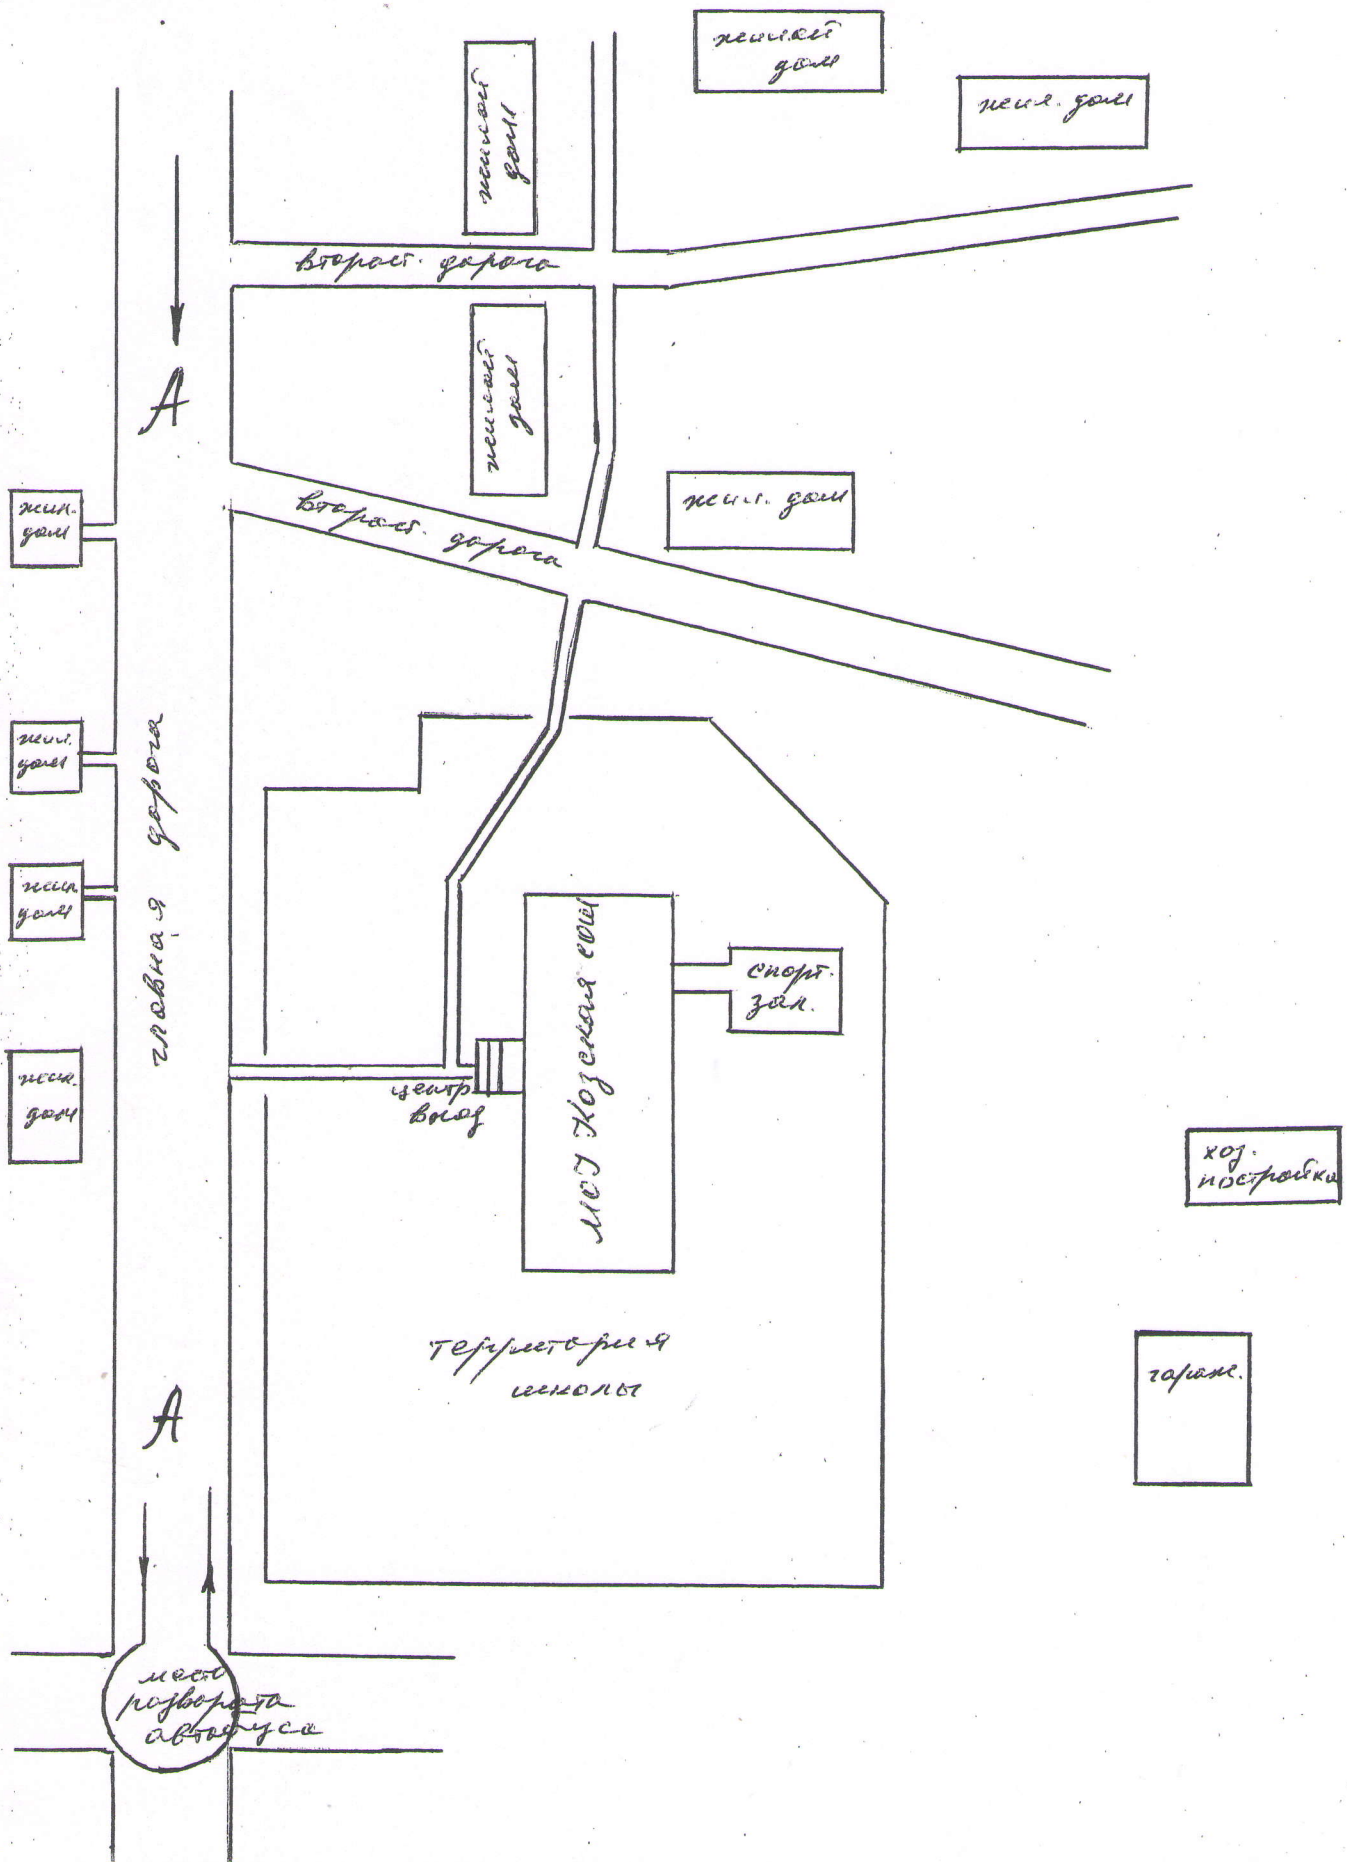 жилой
дом
жил. дом
жилой
дом
второст. дорога
жилой
дом
А
жил. дом
второст. дорога
жил.
дом
жил.
дом
главная дорога
жил.
дом
МОУ Козская СОШ
спорт.
зал.
жил.
дом
центр
вход
хоз.
постройка
территория
школы
гараж.
А
место
разворота
автобуса